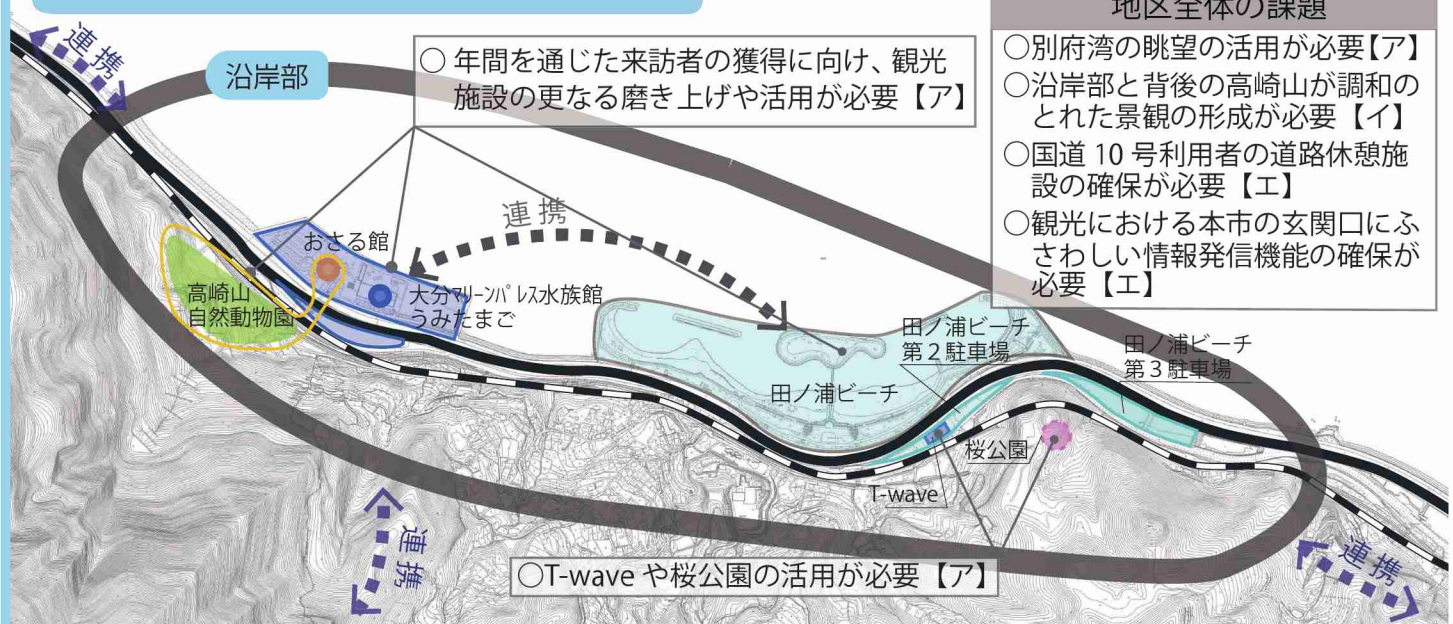 地区全体の課題
○別府湾の眺望の活用が必要【ア】
○沿岸部と背後の高崎山が調和の
とれた景観の形成が必要【イ】
○国道 10 号利用者の道路休憩施
設の確保が必要【エ】
○観光における本市の玄関口にふ
さわしい情報発信機能の確保が
必要【エ】
連携
沿岸部
○ 年間を通じた来訪者の獲得に向け、観光
施設の更なる磨き上げや活用が必要【ア】
連携
おさる館
高崎山
自然動物園
大分マリーンパレス水族館
うみたまご
田ノ浦ビーチ
田ノ浦ビーチ
第２駐車場
田ノ浦ビーチ
第３駐車場
桜公園
T-wave
連携
○T-wave や桜公園の活用が必要【ア】
連携